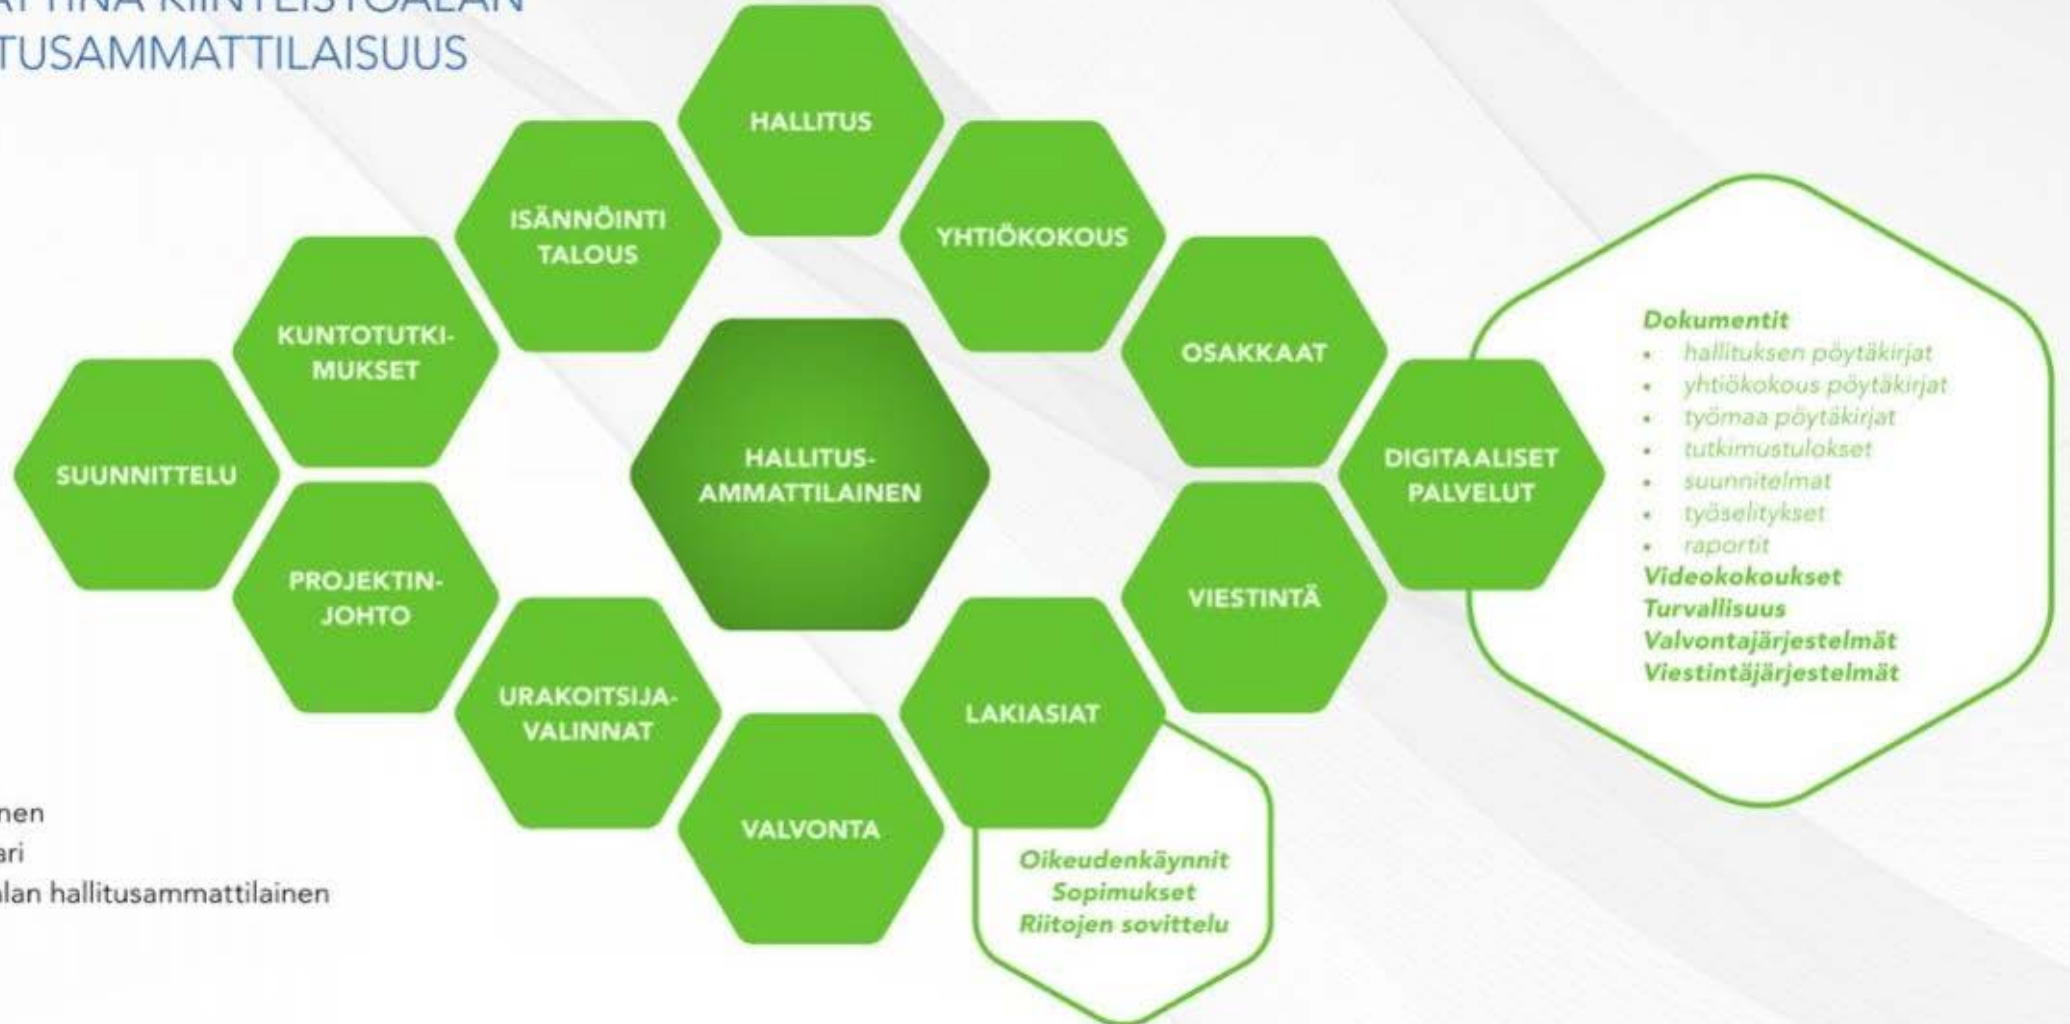 KIINTEISTÖALAN
TUSAMMATTILAISUUS
HALLITUS
ISÄNNÖINTI
TALOUS
YHTIÖKOKOUS
KUNTOTUTKI-
MUKSET
OSAKKAAT
SUUNNITTELU
HALLITUS-
AMMATTILAINEN
DIGITAALISET
PALVELUT
Dokumentit
• hallituksen pöytäkirjat
• yhtiökokous pöytäkirjat
• työmaa pöytäkirjat
• tutkimustulokset
• suunnitelmat
• työselitykset
• raportit
Videokokoukset
Turvallisuus
Valvontajärjestelmät
Viestintäjärjestelmät
PROJEKTIN-
JOHTO
VIESTINTÄ
URAKOITSIJA-
VALINNAT
LAKIASIAT
VALVONTA
Oikeudenkäynnit
Sopimukset
Riitojen sovittelu
nen
ari
alan hallitusammattilainen